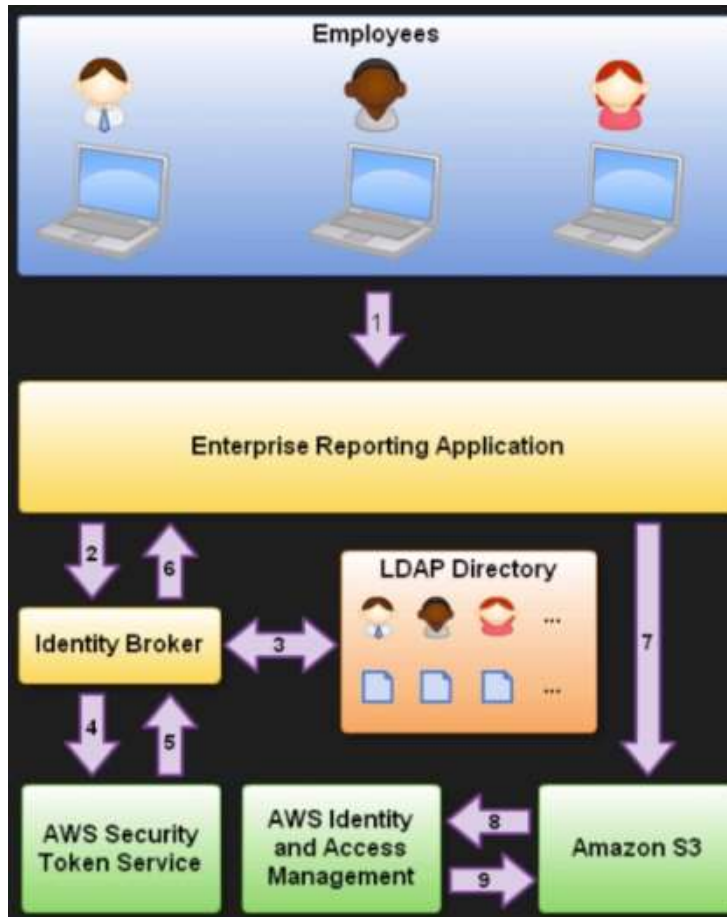 Employees
1
Enterprise Reporting Application
2
6
LDAP Directory
...
Identity Broker
3
...
7
4
5
AWS Security
Token Service
AWS Identity
and Access
Management
8
9
Amazon S3